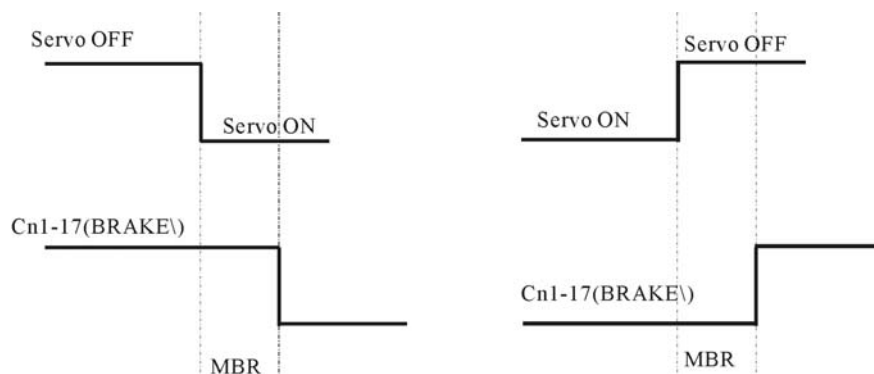 Servo OFF
Servo ON
Cn1-17(BRAKE\)
MBR
Servo OFF
Servo ON
Cn1-17(BRAKE\)
MBR